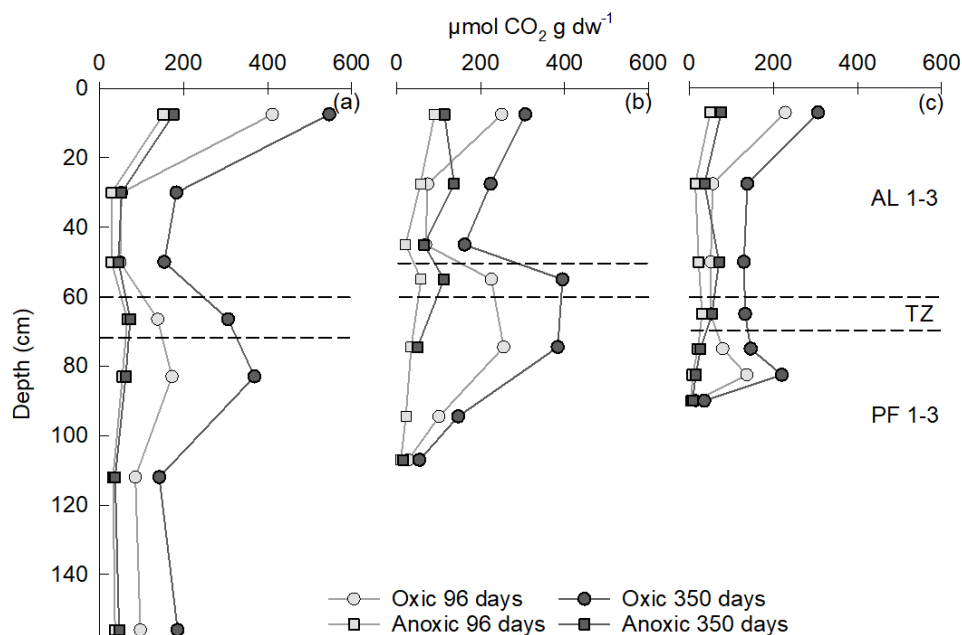 µmol CO₂ g dw⁻¹
0 200 400 600 0 200 400 600 0 200 400 600
0
(a) (b) (c)
20
AL 1-3
40
60
TZ
Depth (cm)
80
PF 1-3
100
120
140
Oxic 96 days Oxic 350 days
Anoxic 96 days Anoxic 350 days